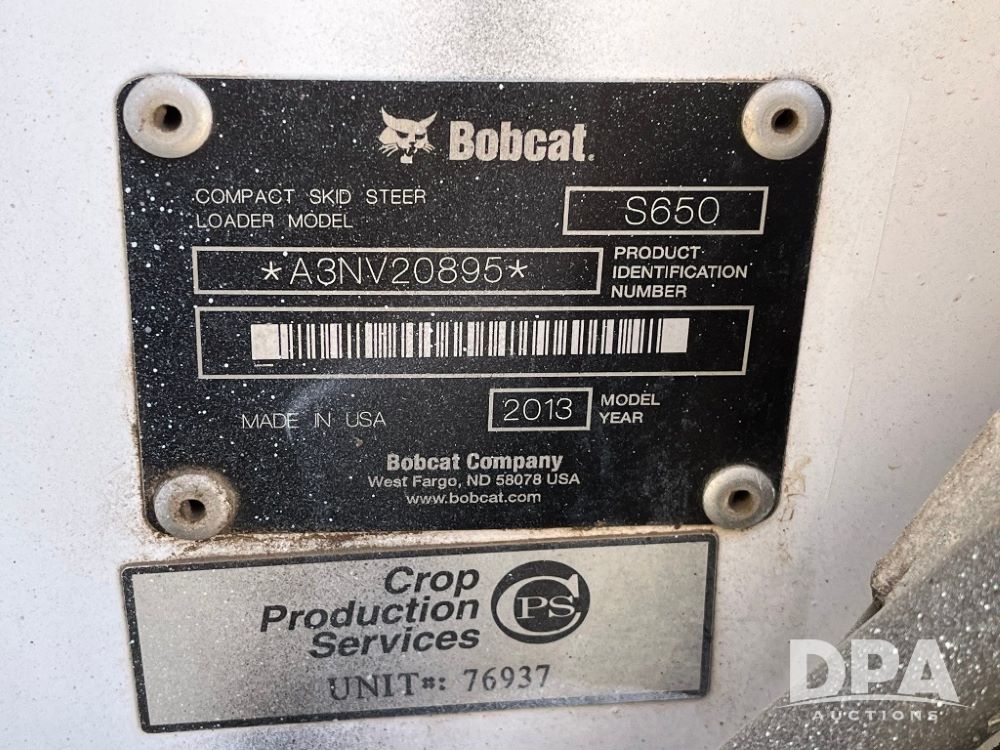 Bobcat.
COMPACT SKID STEER
LOADER MODEL
S650
*A3NV20895*
PRODUCT
IDENTIFICATION
NUMBER
MADE IN USA
2013
MODEL
YEAR
Bobcat Company
West Fargo, ND 58078 USA
www.bobcat.com
Crop
Production
Services
CPS
UNIT#: 76937
DPA
AUCTIONS